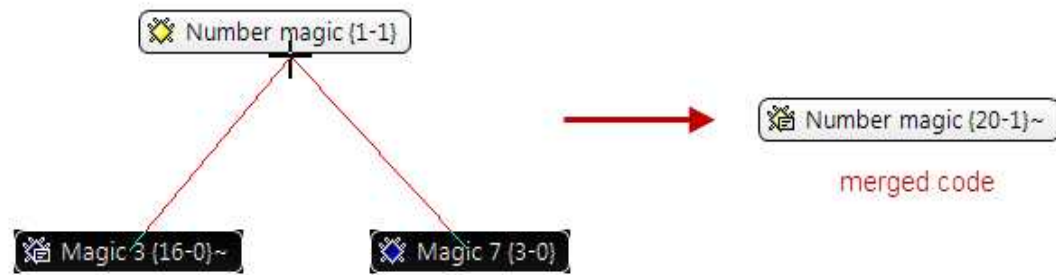 Number magic {1-1}
Number magic {20-1}~
merged code
Magic 3 {16-0}~
Magic 7 {3-0}